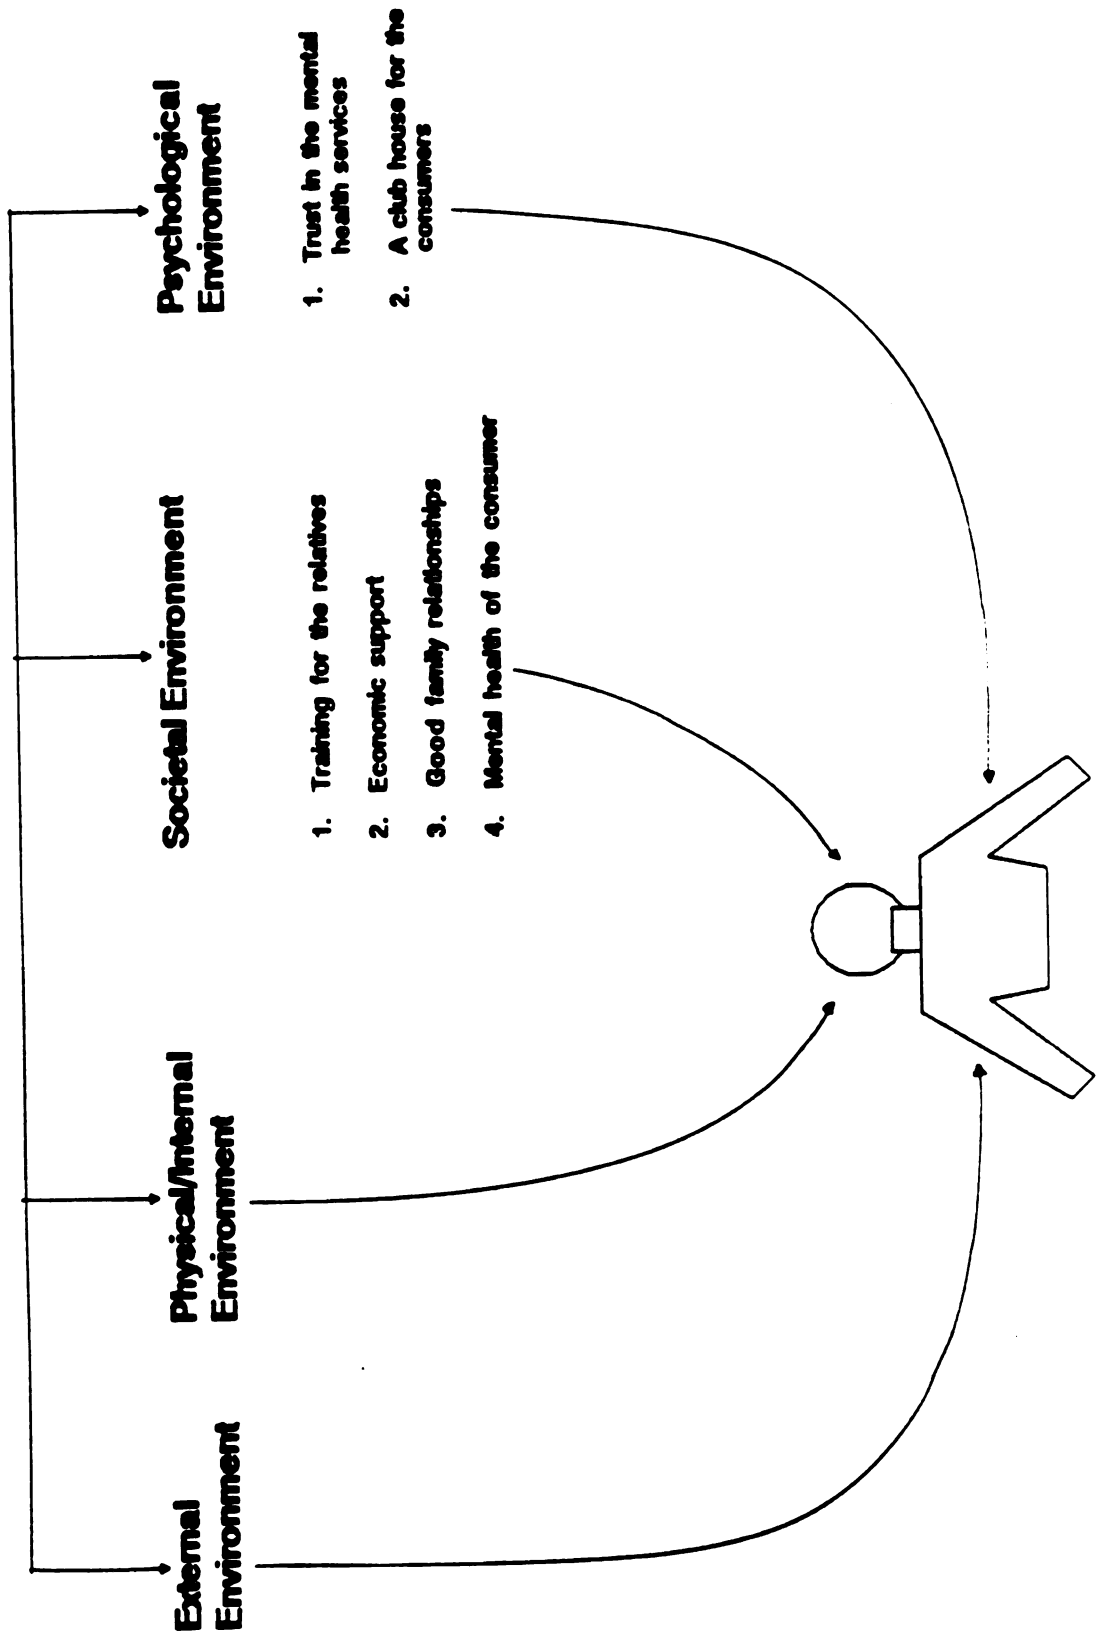 External
Environment
Physical/Internal
Environment
Societal Environment
1. Training for the relatives
2. Economic support
3. Good family relationships
4. Mental health of the consumer
Psychological
Environment
1. Trust in the mental
health services
2. A club house for the
consumers